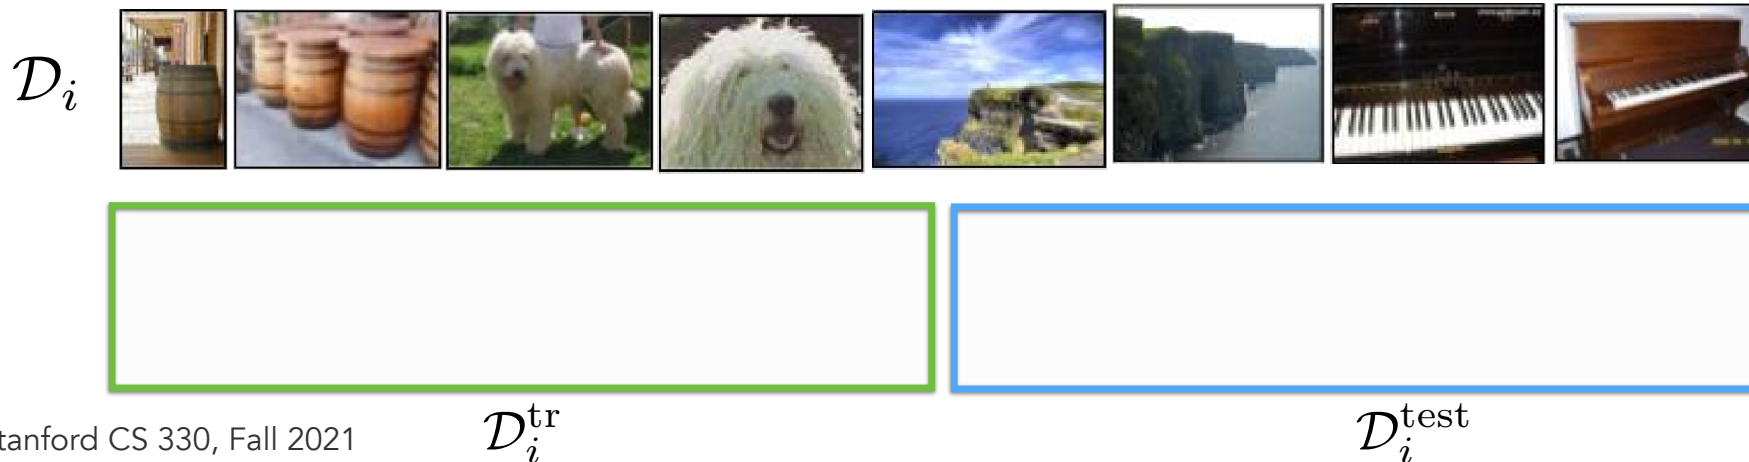 𝒟ᵢ
𝒟ᵢᵗʳ
𝒟ᵢᵗᵉˢᵗ
tanford CS 330, Fall 2021